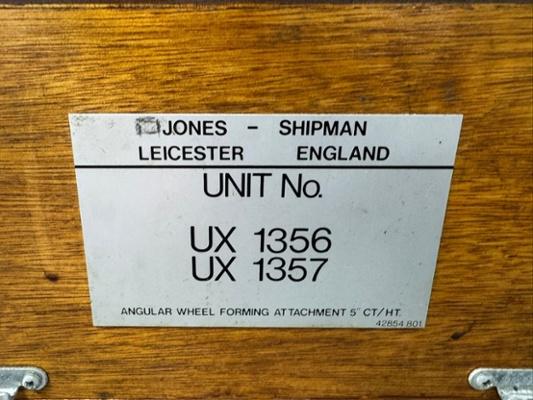 JONES - SHIPMAN
LEICESTER ENGLAND
UNIT No.
UX 1356
UX 1357
ANGULAR WHEEL FORMING ATTACHMENT 5" CT/HT.
42854 801